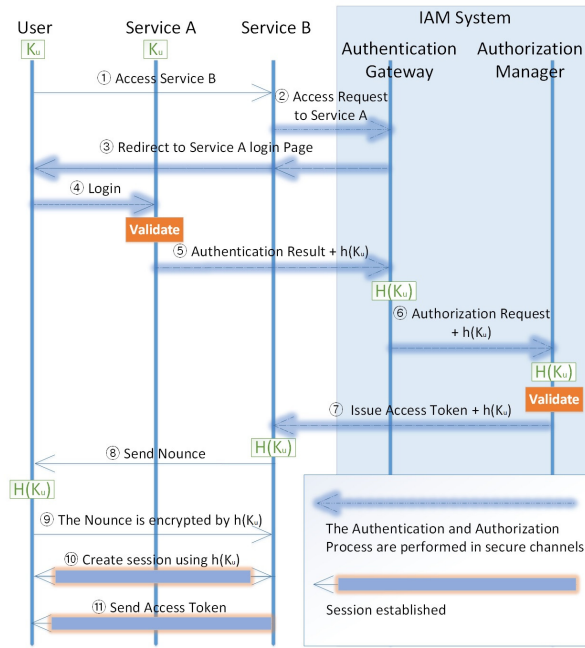 IAM System
User
Service A
Service B
Authentication
Gateway
Authorization
Manager
Kᵤ
Kᵤ
① Access Service B
② Access Request
to Service A
③ Redirect to Service A login Page
④ Login
Validate
⑤ Authentication Result + h(Kᵤ)
H(Kᵤ)
⑥ Authorization Request
+ h(Kᵤ)
H(Kᵤ)
Validate
⑦ Issue Access Token + h(Kᵤ)
H(Kᵤ)
⑧ Send Nounce
H(Kᵤ)
⑨ The Nounce is encrypted by h(Kᵤ)
⑩ Create session using h(Kᵤ)
⑪ Send Access Token
The Authentication and Authorization
Process are performed in secure channels
Session established